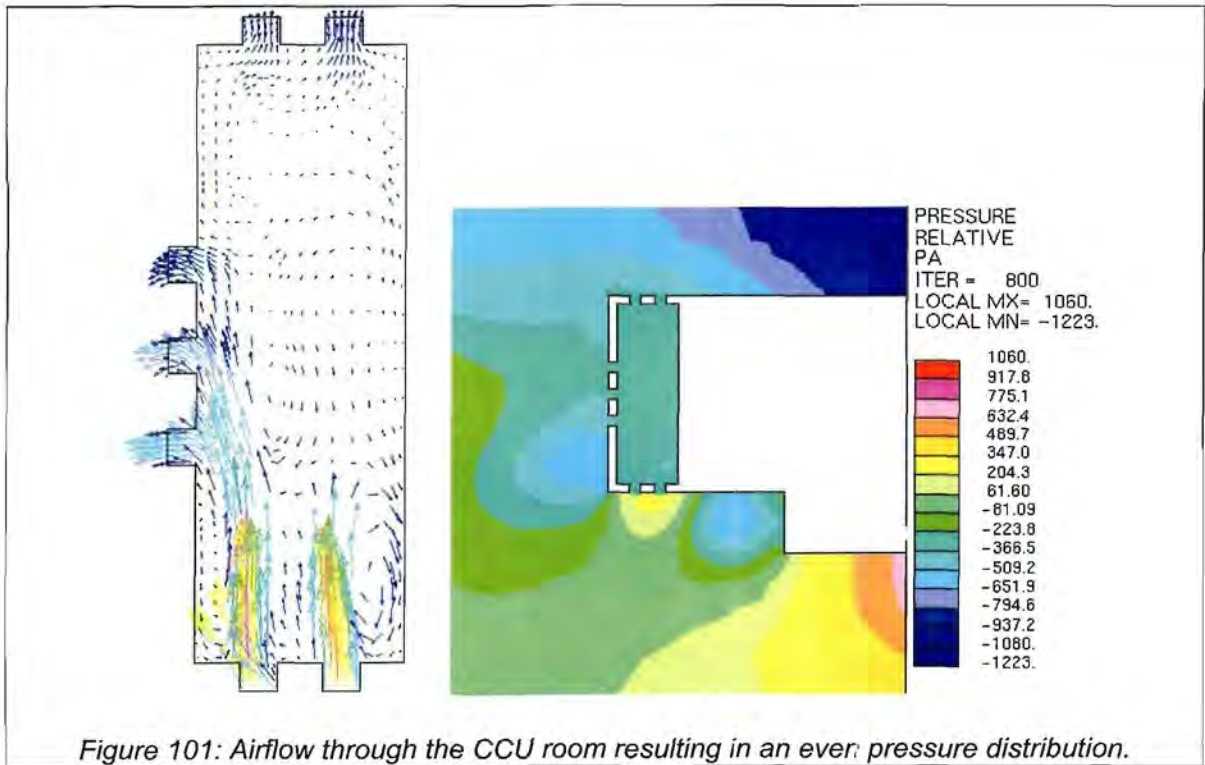 PRESSURE
RELATIVE
PA
ITER = 800
LOCAL MX= 1060.
LOCAL MN= -1223.
1060.
917.8
775.1
632.4
489.7
347.0
204.3
61.60
-81.09
-223.8
-366.5
-509.2
-651.9
-794.6
-937.2
-1080.
-1223.
Figure 101: Airflow through the CCU room resulting in an even pressure distribution.